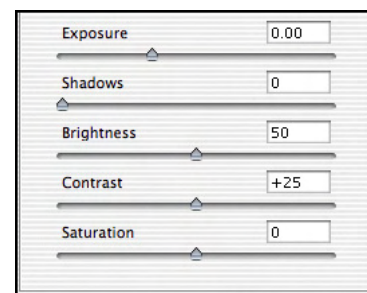 Exposure 0.00
Shadows 0
Brightness 50
Contrast +25
Saturation 0